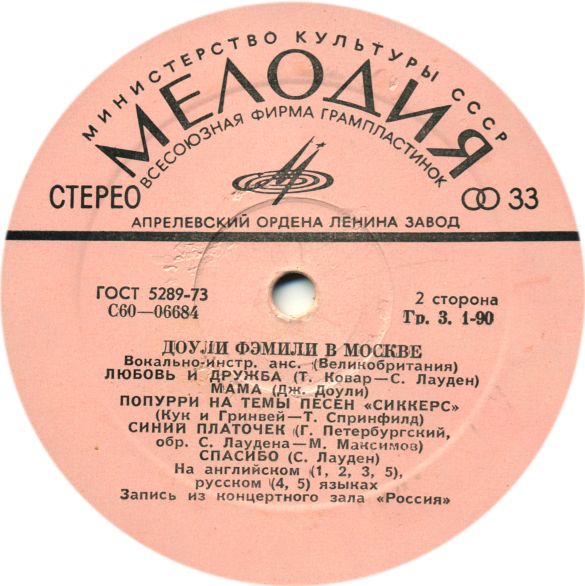 МИНИСТЕРСТВО КУЛЬТУРЫ СССР
МЕЛОДИЯ
ВСЕСОЮЗНАЯ ФИРМА ГРАМПЛАСТИНОК
СТЕРЕО 33
АПРЕЛЕВСКИЙ ОРДЕНА ЛЕНИНА ЗАВОД
ГОСТ 5289-73
С60—06684
2 сторона
Гр. 3. 1-90
ДОУЛИ ФЭМИЛИ В МОСКВЕ
Вокально-инстр. анс. (Великобритания)
ЛЮБОВЬ И ДРУЖБА (Т. Ковар—С. Лауден)
МАМА (Дж. Доули)
ПОПУРРИ НА ТЕМЫ ПЕСЕН «СИККЕРС»
(Кук и Гринвей—Т. Спринфилд)
СИНИЙ ПЛАТОЧЕК (Г. Петербургский,
обр. С. Лаудена—М. Максимов)
СПАСИБО (С. Лауден)
На английском (1, 2, 3, 5),
русском (4, 5) языках
Запись из концертного зала «Россия»